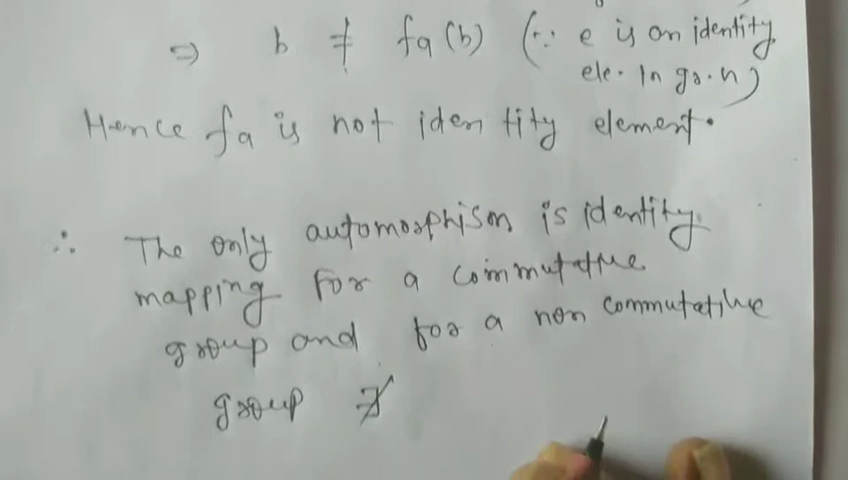 ⇒ b ≠ fa(b) (∵ e is an identity
ele. in go.n)
Hence fa is not identity element.
∴ The only automorphism is identity
mapping for a commutative
group and for a non commutative
group ∄